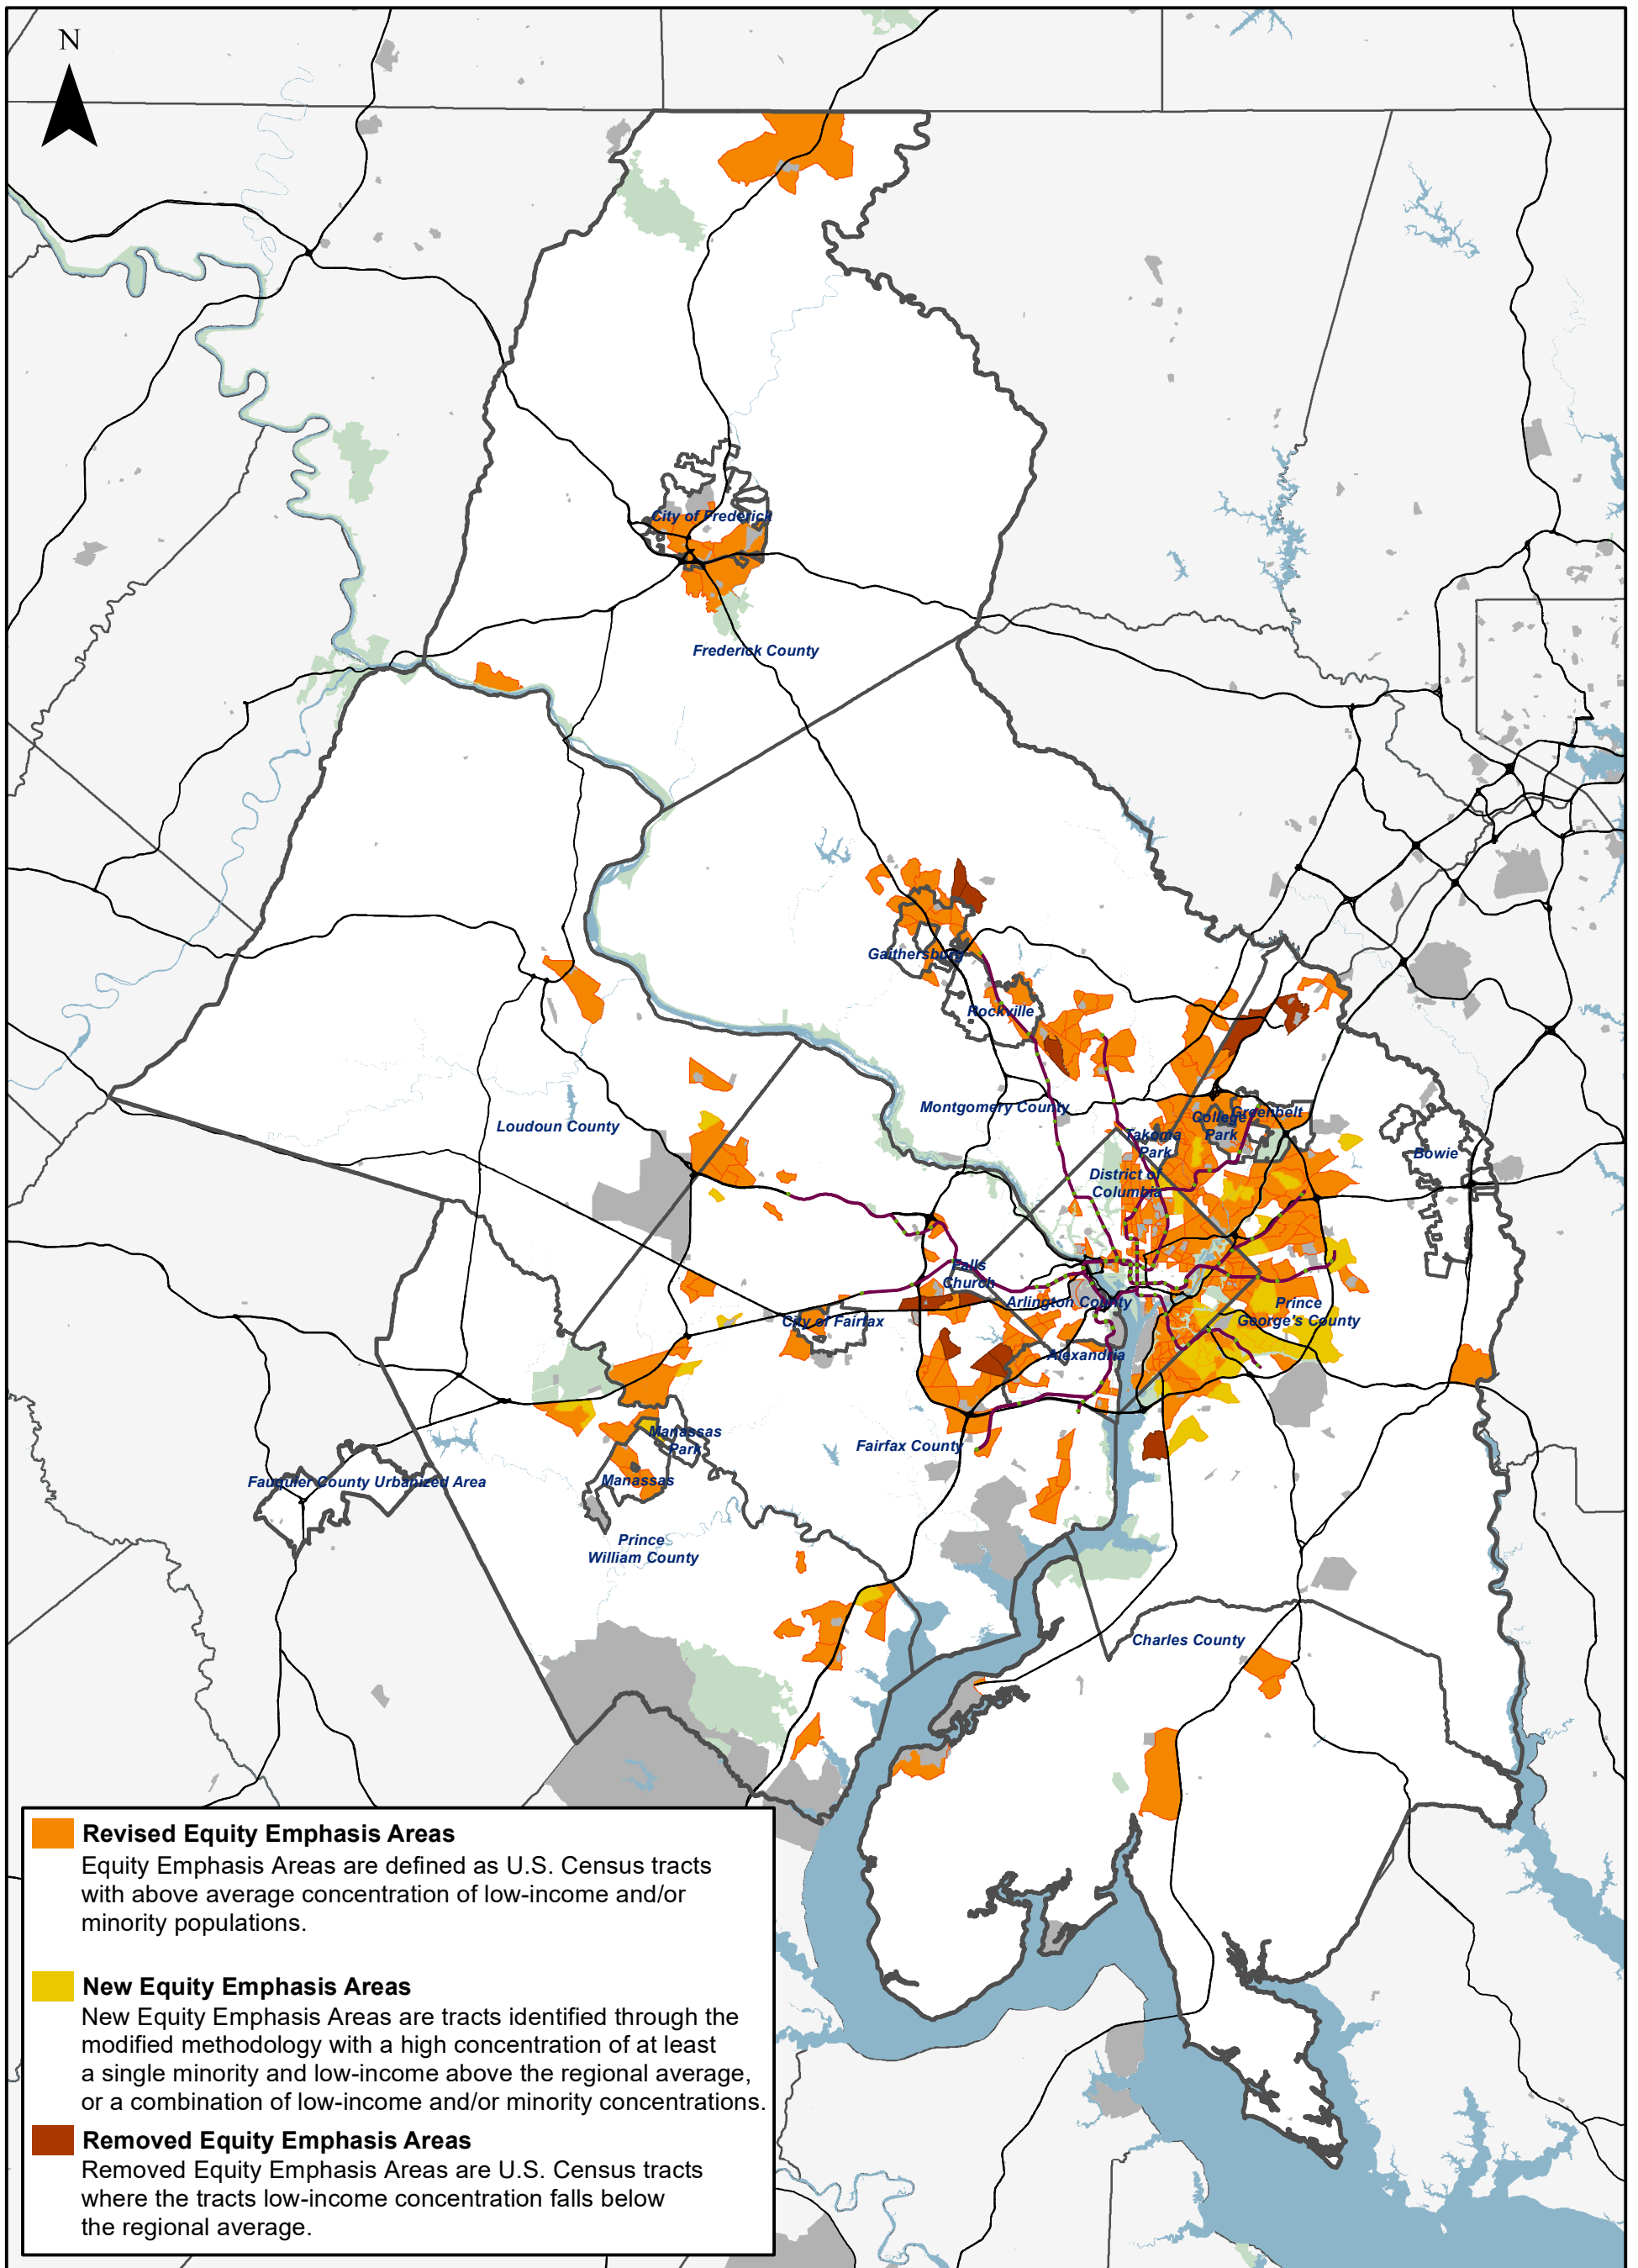 N
City of Frederick
Frederick County
Gaithersburg
Rockville
Montgomery County
College
Park
Greenbelt
Takoma
Park
Bowie
Loudoun County
District of
Columbia
Falls
Church
Arlington County
Prince
George's County
City of Fairfax
Alexandria
Manassas
Park
Fairfax County
Fauquier County Urbanized Area
Manassas
Prince
William County
Charles County
Revised Equity Emphasis Areas
Equity Emphasis Areas are defined as U.S. Census tracts
with above average concentration of low-income and/or
minority populations.
New Equity Emphasis Areas
New Equity Emphasis Areas are tracts identified through the
modified methodology with a high concentration of at least
a single minority and low-income above the regional average,
or a combination of low-income and/or minority concentrations.
Removed Equity Emphasis Areas
Removed Equity Emphasis Areas are U.S. Census tracts
where the tracts low-income concentration falls below
the regional average.